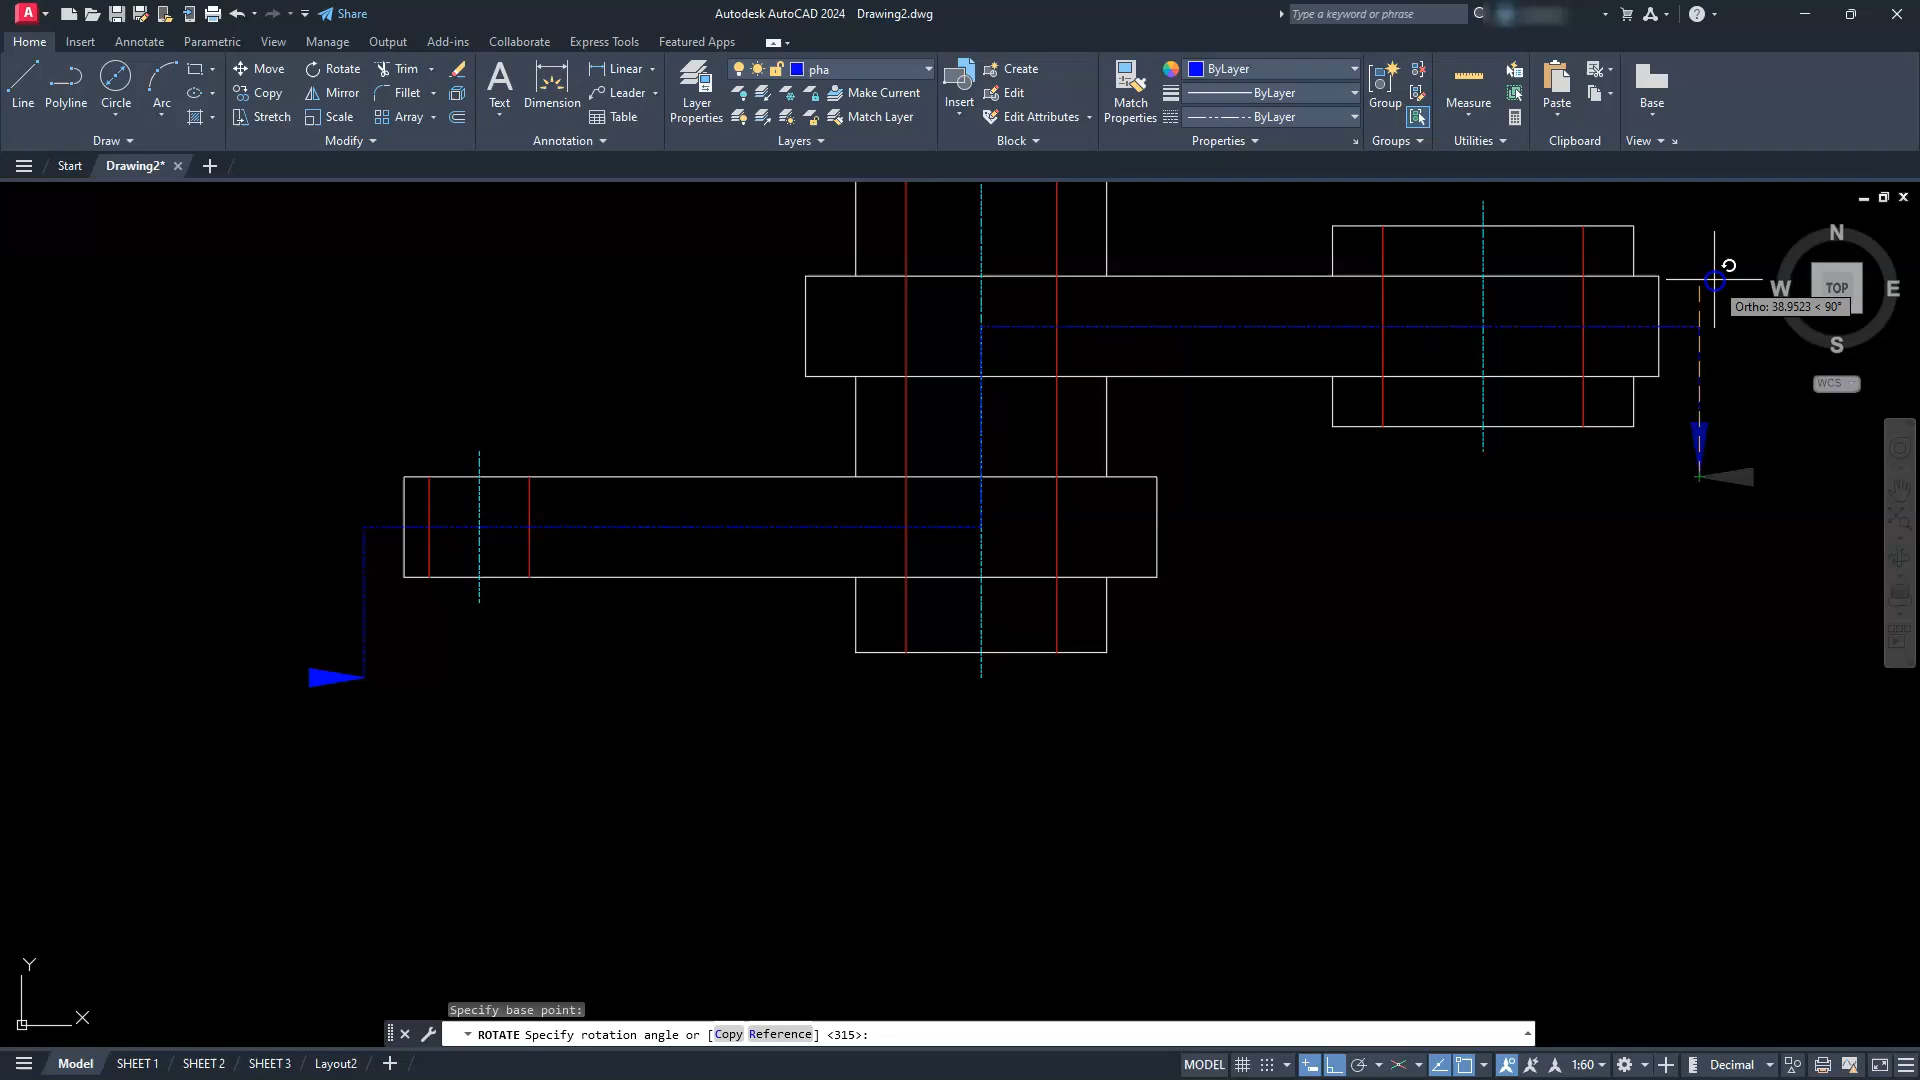 A Share Autodesk AutoCAD 2024 Drawing2.dwg Type a keyword or phrase
Home Insert Annotate Parametric View Manage Output Add-ins Collaborate Express Tools Featured Apps
Line Polyline Circle Arc
Move Rotate Trim
Copy Mirror Fillet
Stretch Scale Array
Draw Modify
Text Dimension
Linear
Leader
Table
Annotation
Layer Properties
pha
Make Current
Match Layer
Layers
Insert
Create
Edit
Edit Attributes
Block
Match Properties
ByLayer
ByLayer
ByLayer
Properties
Group
Groups
Measure
Utilities
Paste
Clipboard
Base
View
Start Drawing2*
N
W TOP E
S
Ortho: 38.9523 < 90°
WCS
Y
X
Specify base point:
ROTATE Specify rotation angle or [Copy Reference] <315>:
Model SHEET 1 SHEET 2 SHEET 3 Layout2
MODEL 1:60 Decimal